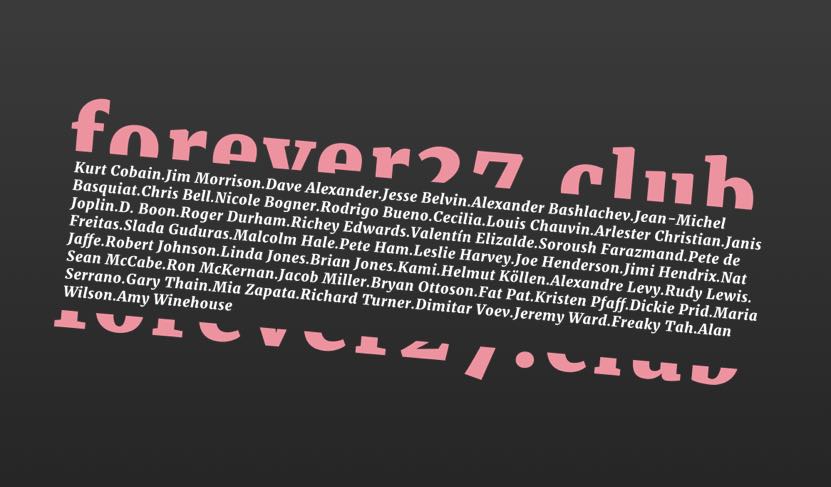 forever27.club
Kurt Cobain.Jim Morrison.Dave Alexander.Jesse Belvin.Alexander Bashlachev.Jean-Michel
Basquiat.Chris Bell.Nicole Bogner.Rodrigo Bueno.Cecilia.Louis Chauvin.Arlester Christian.Janis
Joplin.D. Boon.Roger Durham.Richey Edwards.Valentín Elizalde.Soroush Farazmand.Pete de
Freitas.Slada Guduras.Malcolm Hale.Pete Ham.Leslie Harvey.Joe Henderson.Jimi Hendrix.Nat
Jaffe.Robert Johnson.Linda Jones.Brian Jones.Kami.Helmut Köllen.Alexandre Levy.Rudy Lewis.
Sean McCabe.Ron McKernan.Jacob Miller.Bryan Ottoson.Fat Pat.Kristen Pfaff.Dickie Prid.Maria
Serrano.Gary Thain.Mia Zapata.Richard Turner.Dimitar Voev.Jeremy Ward.Freaky Tah.Alan
Wilson.Amy Winehouse